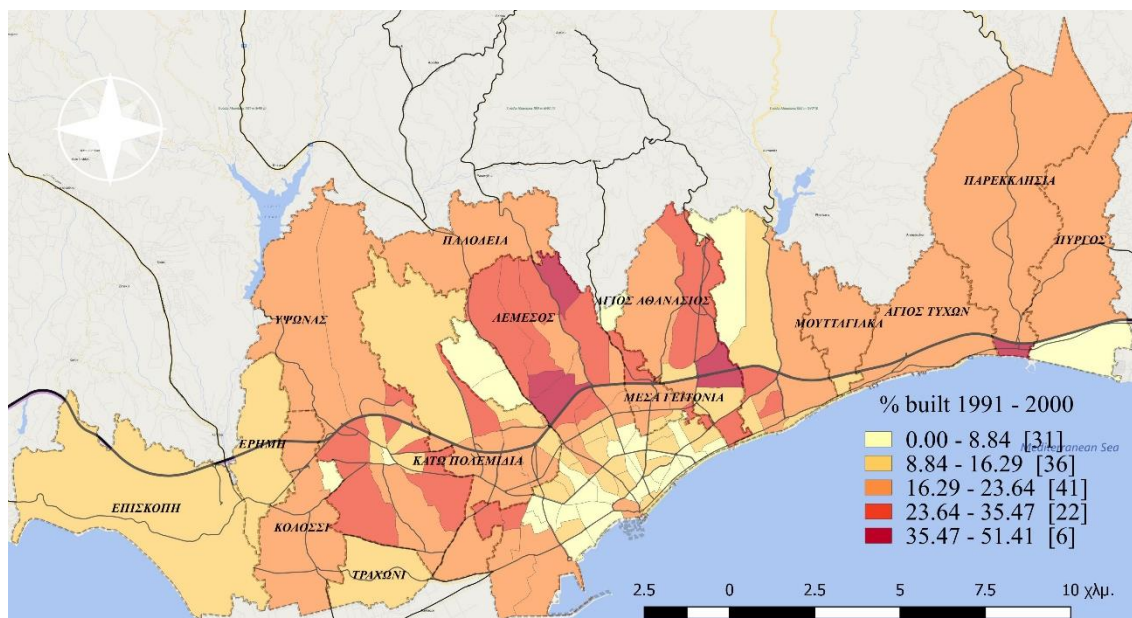 ΠΑΡΕΚΚΛΗΣΙΑ
ΠΥΡΓΟΣ
ΠΑΛΟΔΕΙΑ
ΑΓΙΟΣ ΑΘΑΝΑΣΙΟΣ
ΑΓΙΟΣ ΤΥΧΩΝ
ΛΕΜΕΣΟΣ
ΥΨΩΝΑΣ
ΜΟΥΤΤΑΓΙΑΚΑ
ΜΕΣΑ ΓΕΙΤΟΝΙΑ
ΕΡΗΜΗ
ΚΑΤΩ ΠΟΛΕΜΙΔΙΑ
ΕΠΙΣΚΟΠΗ
ΚΟΛΟΣΣΙ
ΤΡΑΧΩΝΙ
% built 1991 - 2000
0.00 - 8.84 [31]
Mediterranean Sea
8.84 - 16.29 [36]
16.29 - 23.64 [41]
23.64 - 35.47 [22]
35.47 - 51.41 [6]
2.5 0 2.5 5 7.5 10 χλμ.